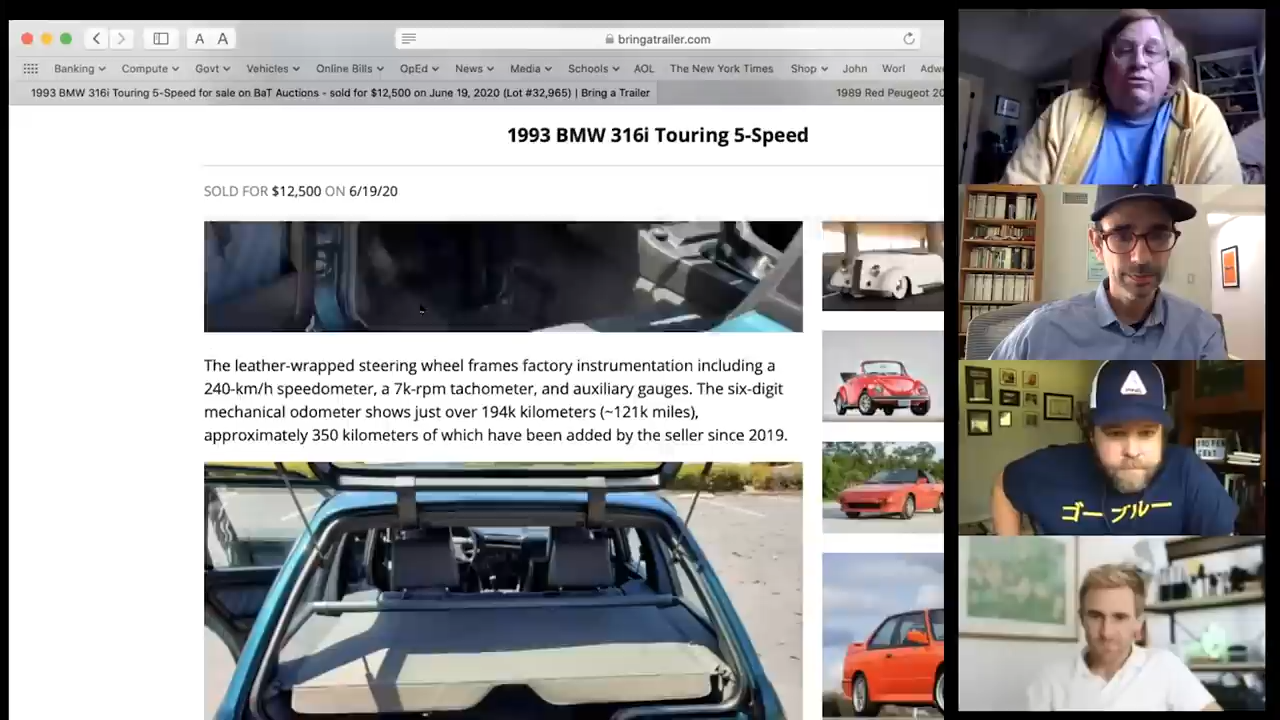 A A
bringatrailer.com
Banking Compute Govt Vehicles Online Bills OpEd News Media Schools AOL The New York Times Shop John Worl Adwe
1993 BMW 316i Touring 5-Speed for sale on BaT Auctions - sold for $12,500 on June 19, 2020 (Lot #32,965) | Bring a Trailer
1989 Red Peugeot 20
1993 BMW 316i Touring 5-Speed
SOLD FOR $12,500 ON 6/19/20
The leather-wrapped steering wheel frames factory instrumentation including a
240-km/h speedometer, a 7k-rpm tachometer, and auxiliary gauges. The six-digit
mechanical odometer shows just over 194k kilometers (~121k miles),
approximately 350 kilometers of which have been added by the seller since 2019.
ゴー ブルー